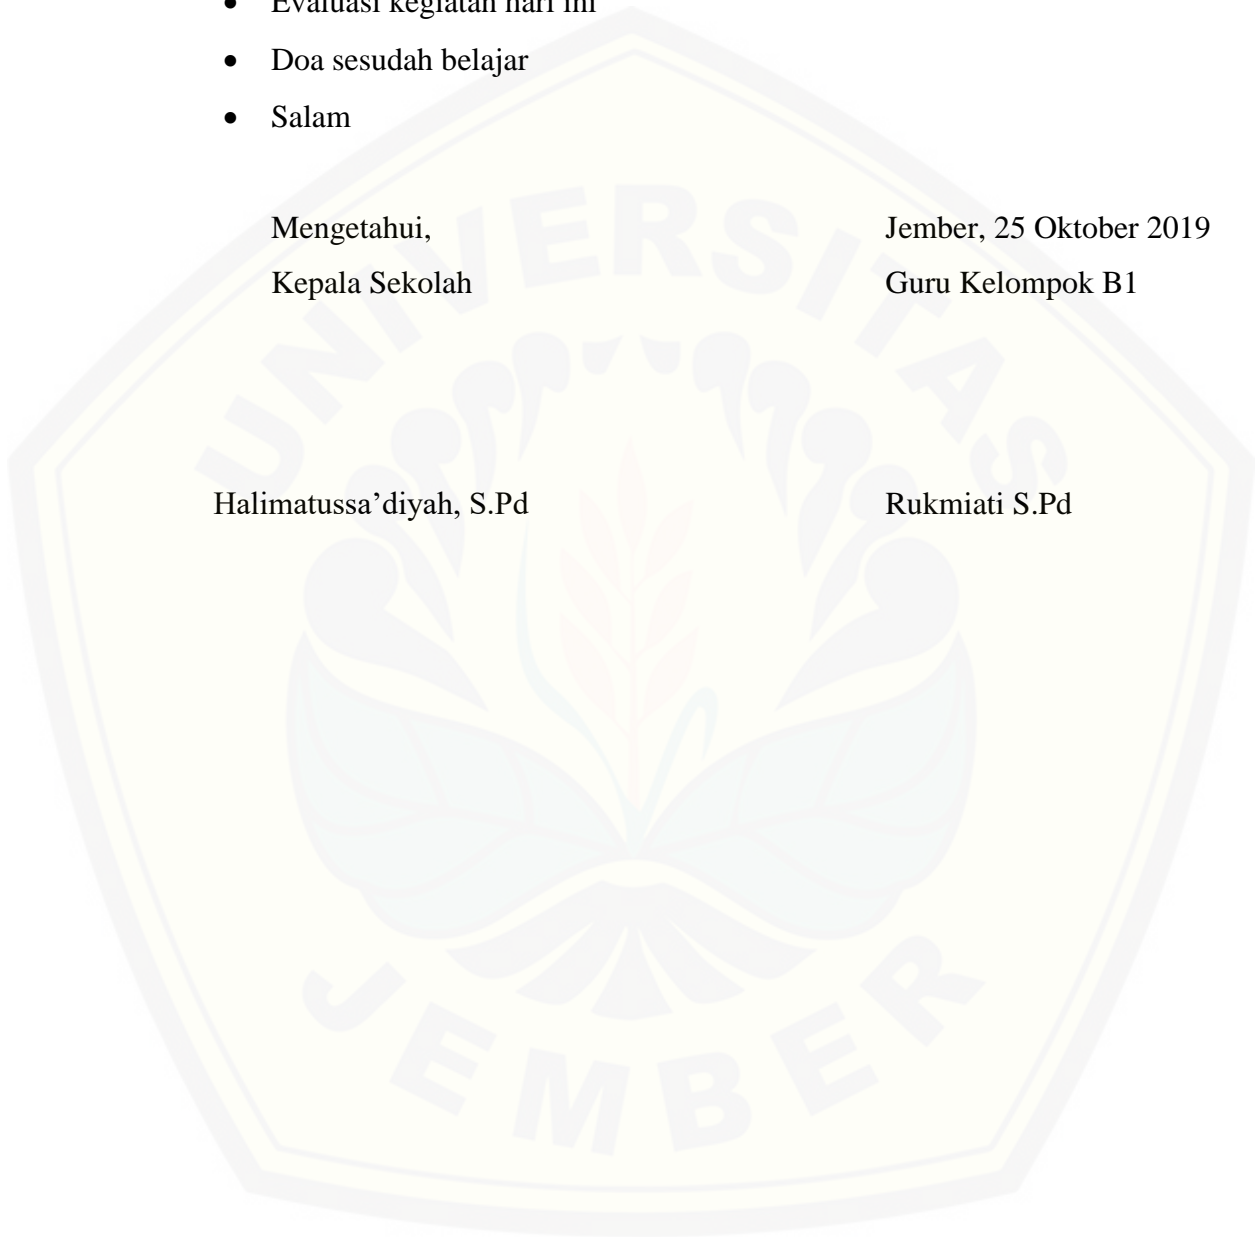 • Evaluasi kegiatan hari ini
• Doa sesudah belajar
• Salam
Mengetahui, Jember, 25 Oktober 2019
Kepala Sekolah Guru Kelompok B1
Halimatussa’diyah, S.Pd Rukmiati S.Pd
UNIVERSITAS
JEMBER